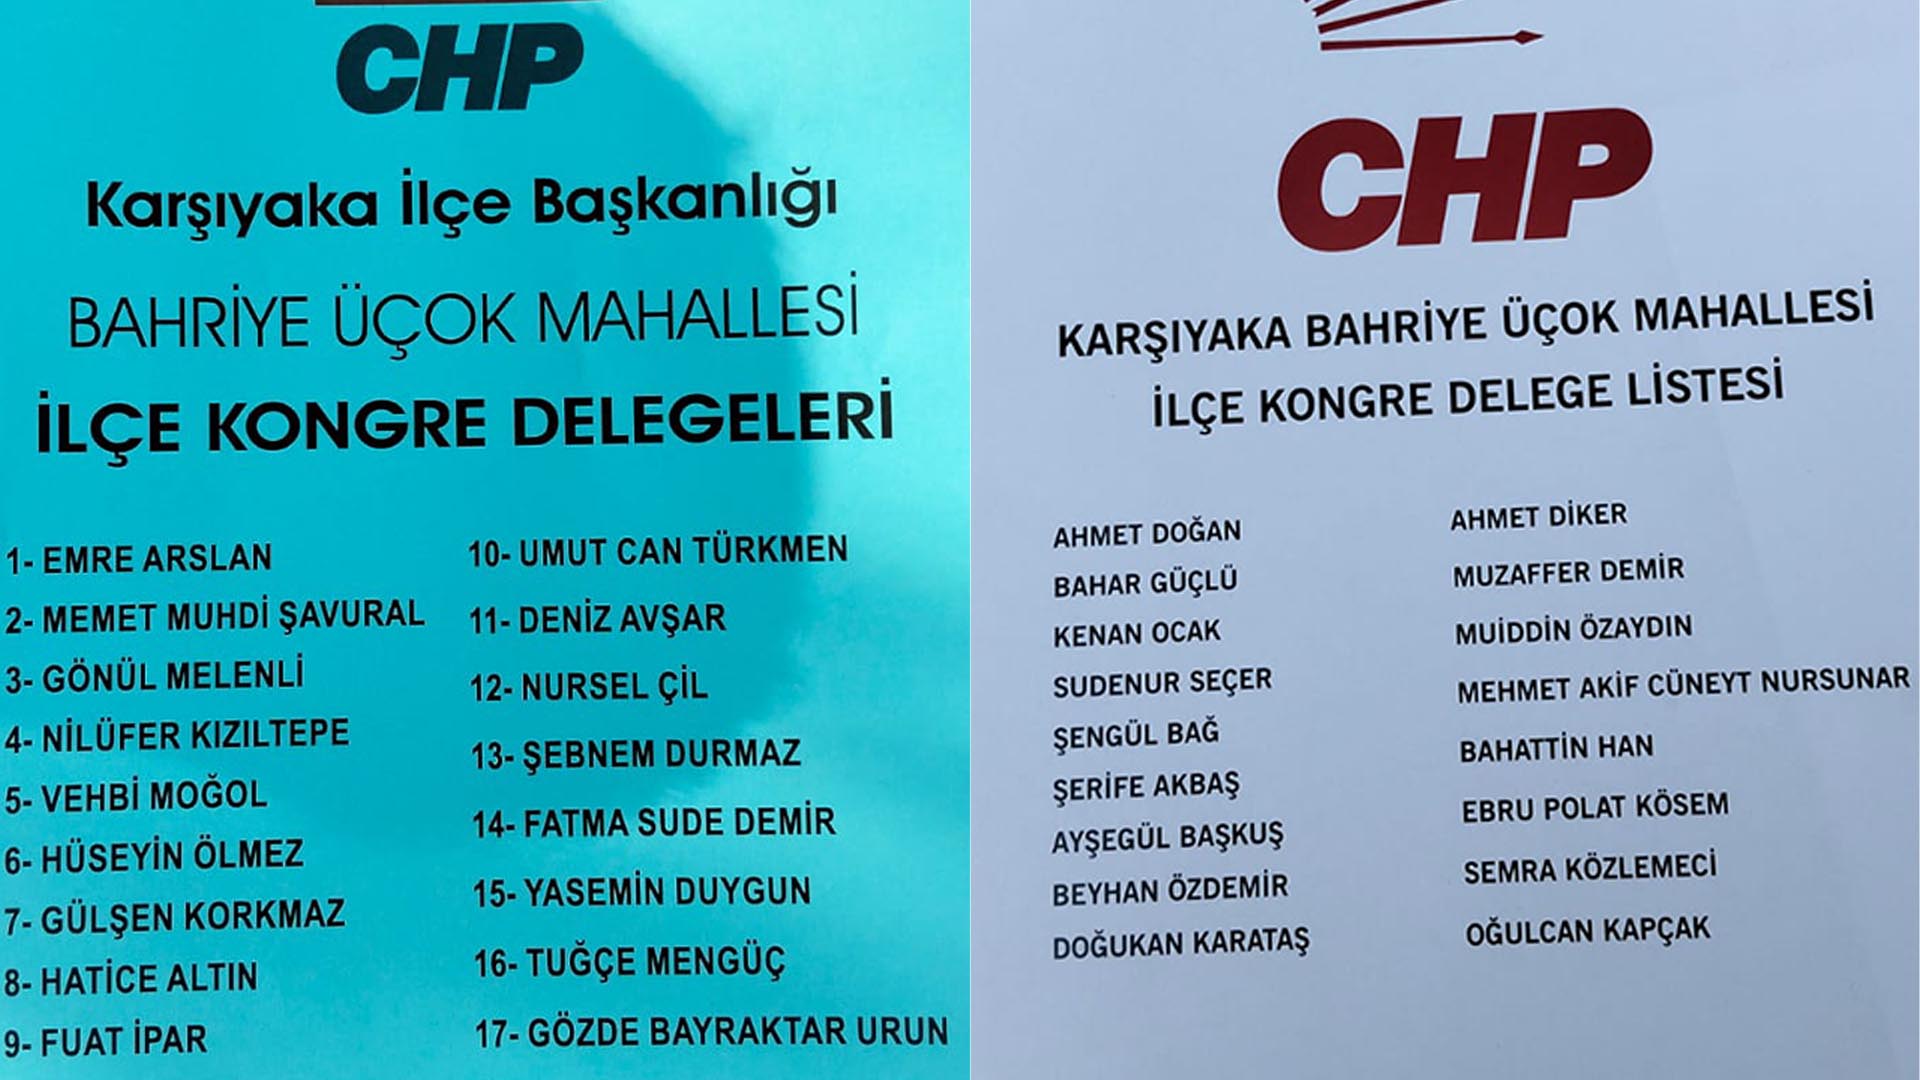 CHP
Karşıyaka İlçe Başkanlığı
BAHRİYE ÜÇOK MAHALLESİ
İLÇE KONGRE DELEGELERİ
1- EMRE ARSLAN
2- MEMET MUHDİ ŞAVURAL
3- GÖNÜL MELENLİ
4- NİLÜFER KIZILTEPE
5- VEHBİ MOĞOL
6- HÜSEYİN ÖLMEZ
7- GÜLŞEN KORKMAZ
8- HATİCE ALTIN
9- FUAT İPAR
10- UMUT CAN TÜRKMEN
11- DENİZ AVŞAR
12- NURSEL ÇİL
13- ŞEBNEM DURMAZ
14- FATMA SUDE DEMİR
15- YASEMİN DUYGUN
16- TUĞÇE MENGÜÇ
17- GÖZDE BAYRAKTAR URUN
CHP
KARŞIYAKA BAHRİYE ÜÇOK MAHALLESİ
İLÇE KONGRE DELEGE LİSTESİ
AHMET DOĞAN
BAHAR GÜÇLÜ
KENAN OCAK
SUDENUR SEÇER
ŞENGÜL BAĞ
ŞERİFE AKBAŞ
AYŞEGÜL BAŞKUŞ
BEYHAN ÖZDEMİR
DOĞUKAN KARATAŞ
AHMET DİKER
MUZAFFER DEMİR
MUİDDİN ÖZAYDIN
MEHMET AKİF CÜNEYT NURSUNAR
BAHATTİN HAN
EBRU POLAT KÖSEM
SEMRA KÖZLEMECİ
OĞULCAN KAPÇAK